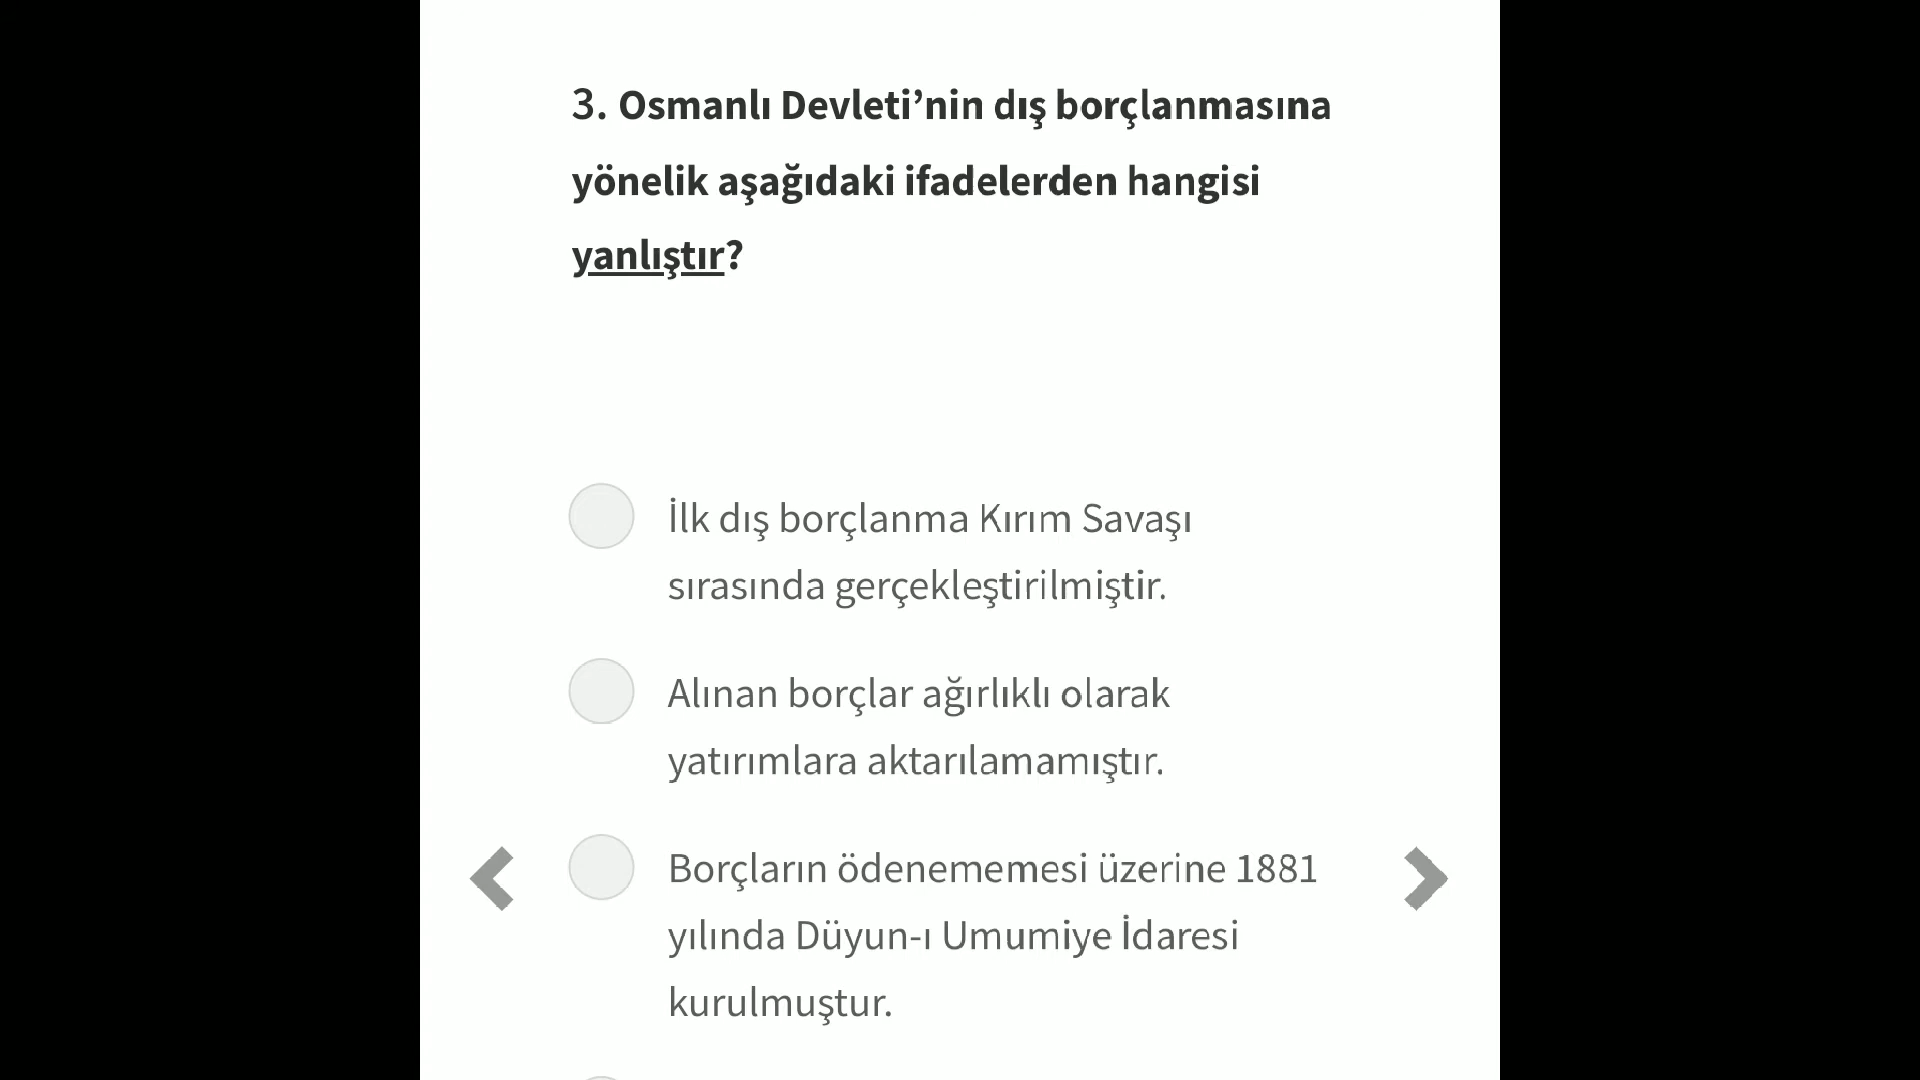 3. Osmanlı Devleti’nin dış borçlanmasına
yönelik aşağıdaki ifadelerden hangisi
yanlıştır?
İlk dış borçlanma Kırım Savaşı
sırasında gerçekleştirilmiştir.
Alınan borçlar ağırlıklı olarak
yatırımlara aktarılamamıştır.
Borçların ödenememesi üzerine 1881
yılında Düyun-ı Umumiye İdaresi
kurulmuştur.